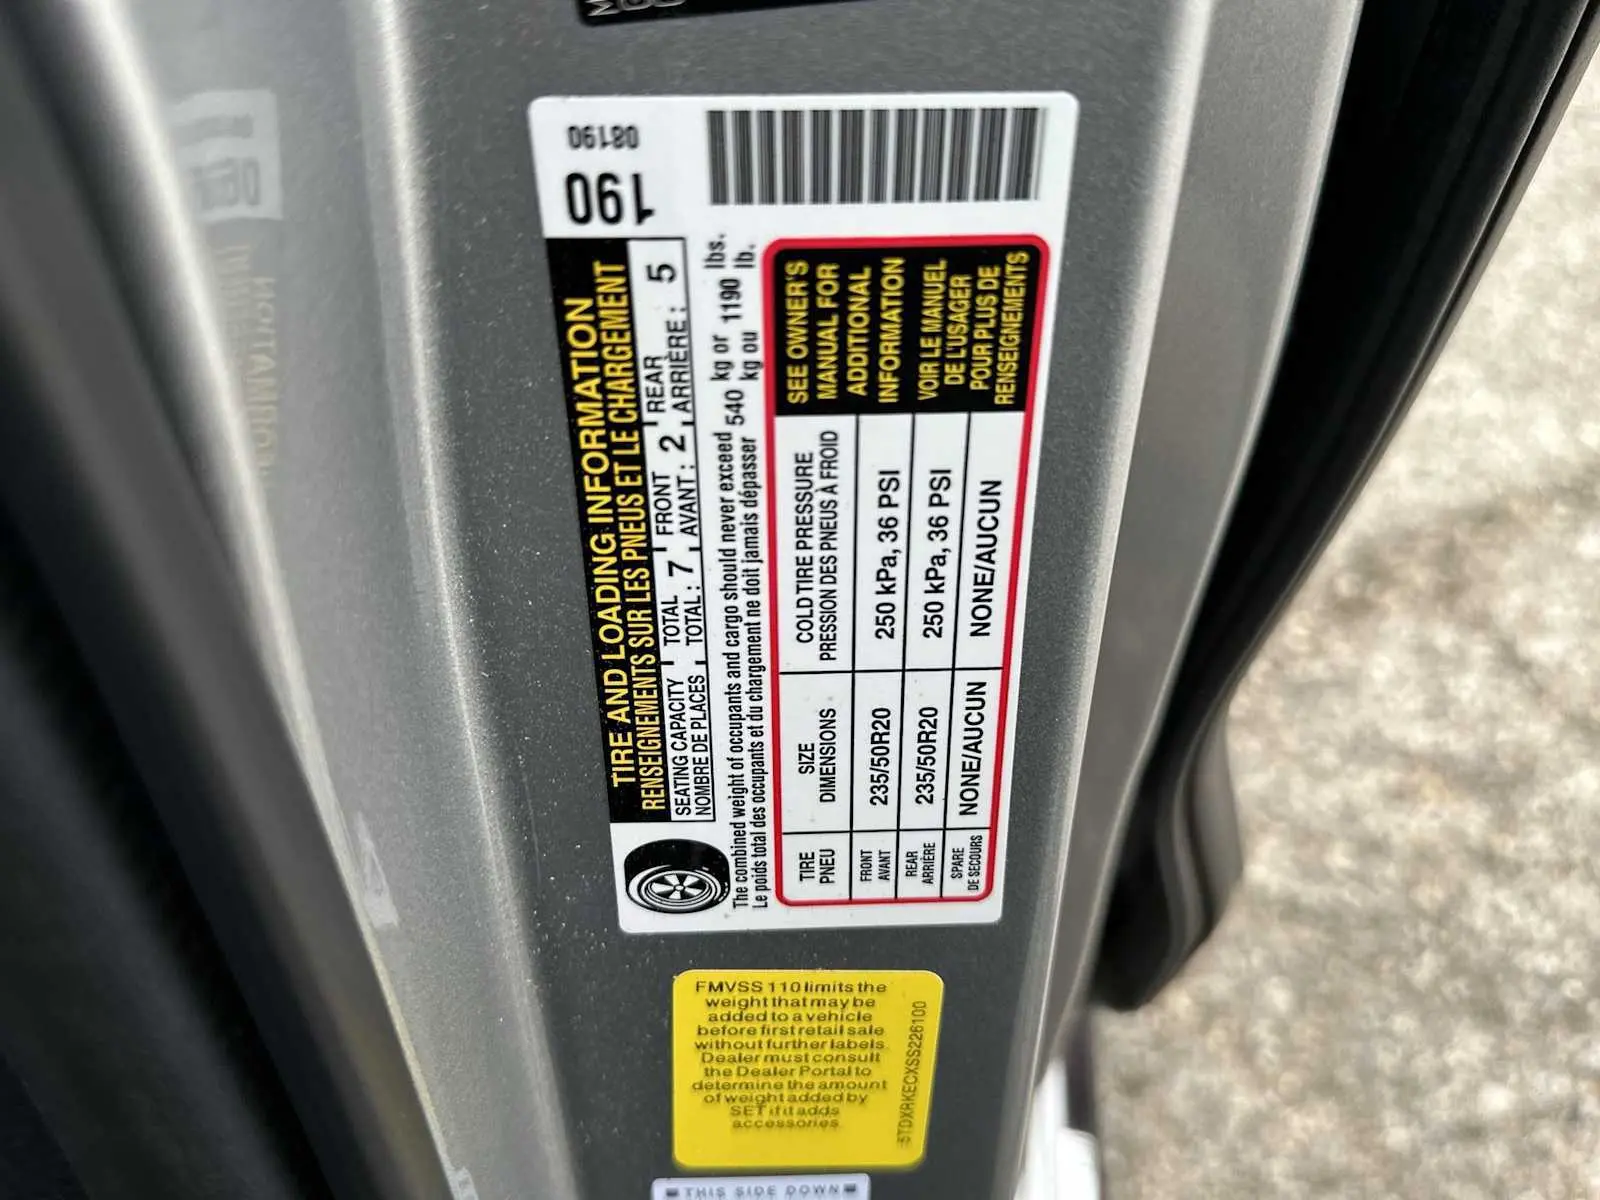 08190
190
TIRE AND LOADING INFORMATION
RENSEIGNEMENTS SUR LES PNEUS ET LE CHARGEMENT
SEATING CAPACITY TOTAL 7 FRONT 2 REAR 5
NOMBRE DE PLACES TOTAL: AVANT: ARRIÈRE:
The combined weight of occupants and cargo should never exceed 540 kg or 1190 lbs.
Le poids total des occupants et du chargement ne doit jamais dépasser kg ou lb.
TIRE SIZE COLD TIRE PRESSURE
PNEU DIMENSIONS PRESSION DES PNEUS À FROID
FRONT
AVANT 235/50R20 250 kPa, 36 PSI
REAR
ARRIÈRE 235/50R20 250 kPa, 36 PSI
SPARE
DE SECOURS NONE/AUCUN NONE/AUCUN
SEE OWNER'S
MANUAL FOR
ADDITIONAL
INFORMATION
VOIR LE MANUEL
DE L'USAGER
POUR PLUS DE
RENSEIGNEMENTS
FMVSS 110 limits the
weight that may be
added to a vehicle
before first retail sale
without further labels.
Dealer must consult
the Dealer Portal to
determine the amount
of weight added by
SET if it adds
accessories.
5TDXRKECXSS226100
THIS SIDE DOWN